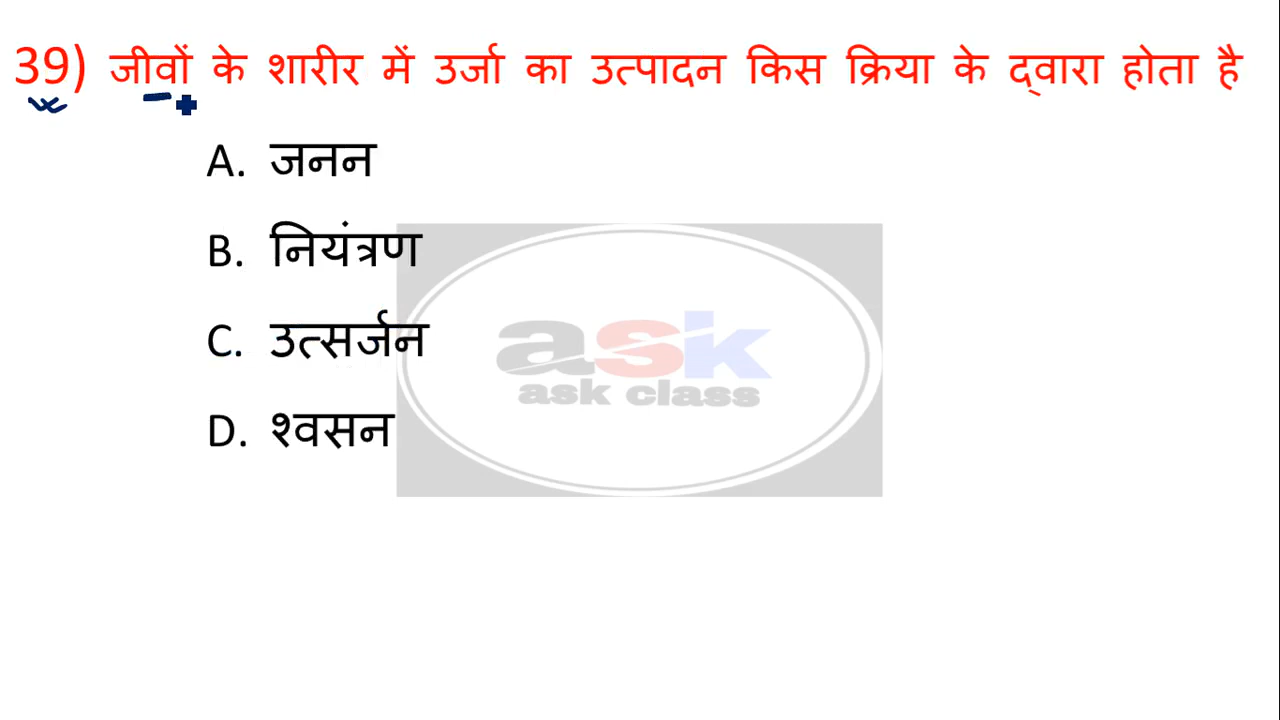 39) जीवों के शारीर में उर्जा का उत्पादन किस क्रिया के द्वारा होता है
A. जनन
B. नियंत्रण
C. उत्सर्जन
D. श्वसन
ask
ask class